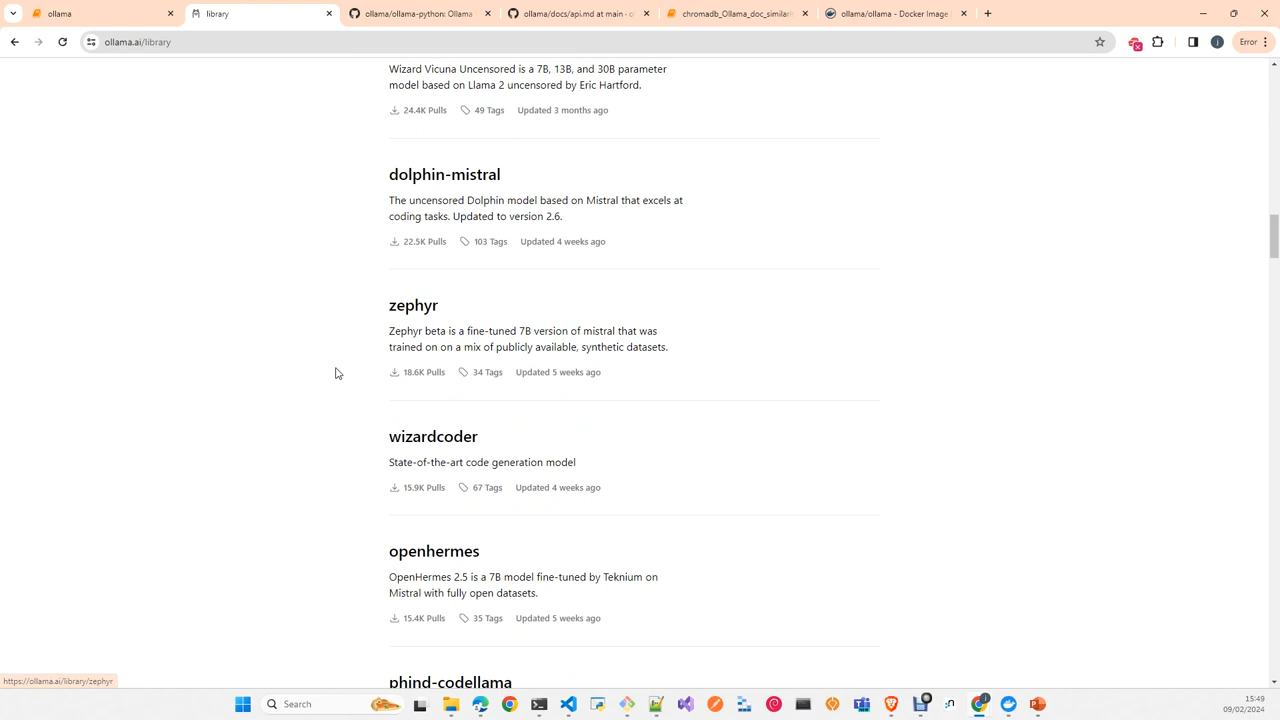 ollama
library
ollama/ollama-python: Ollama
ollama/docs/api.md at main · o
chromadb_Ollama_doc_similarit
ollama/ollama - Docker Image
ollama.ai/library
Error
Wizard Vicuna Uncensored is a 7B, 13B, and 30B parameter
model based on Llama 2 uncensored by Eric Hartford.
24.4K Pulls 49 Tags Updated 3 months ago
dolphin-mistral
The uncensored Dolphin model based on Mistral that excels at
coding tasks. Updated to version 2.6.
22.5K Pulls 103 Tags Updated 4 weeks ago
zephyr
Zephyr beta is a fine-tuned 7B version of mistral that was
trained on on a mix of publicly available, synthetic datasets.
18.6K Pulls 34 Tags Updated 5 weeks ago
wizardcoder
State-of-the-art code generation model
15.9K Pulls 67 Tags Updated 4 weeks ago
openhermes
OpenHermes 2.5 is a 7B model fine-tuned by Teknium on
Mistral with fully open datasets.
15.4K Pulls 35 Tags Updated 5 weeks ago
phind-codellama
https://ollama.ai/library/zephyr
Search
15:49
09/02/2024